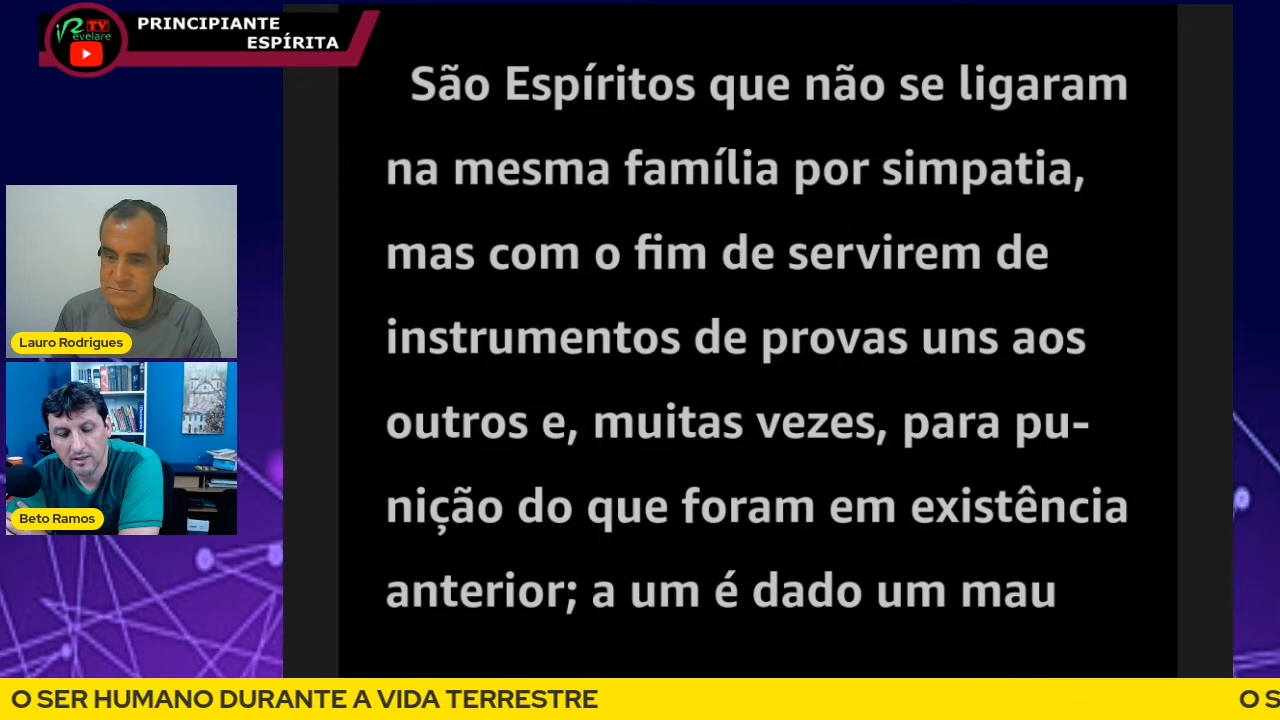 iRevelare TV
PRINCIPIANTE
ESPÍRITA
São Espíritos que não se ligaram
na mesma família por simpatia,
mas com o fim de servirem de
instrumentos de provas uns aos
outros e, muitas vezes, para pu-
nição do que foram em existência
anterior; a um é dado um mau
Lauro Rodrigues
Beto Ramos
O SER HUMANO DURANTE A VIDA TERRESTRE
O S